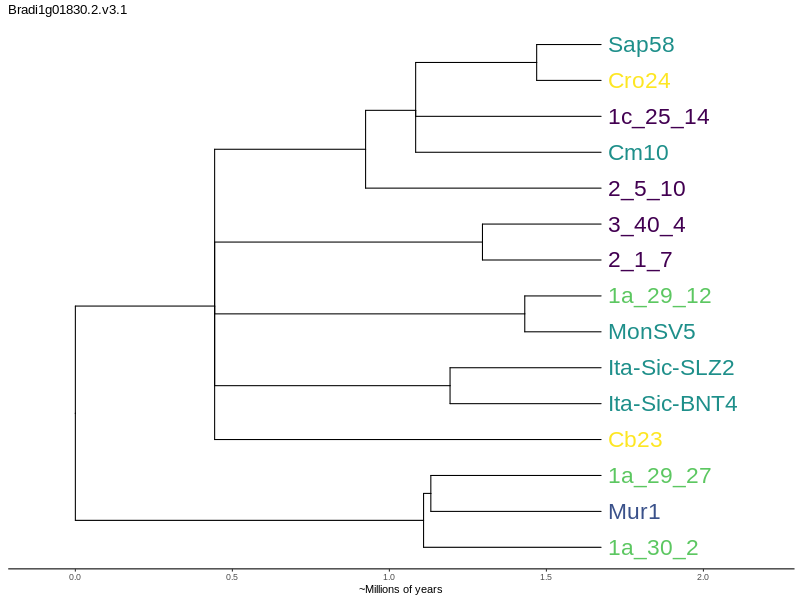 Bradi1g01830.2.v3.1
Sap58
Cro24
1c_25_14
Cm10
2_5_10
3_40_4
2_1_7
1a_29_12
MonSV5
Ita-Sic-SLZ2
Ita-Sic-BNT4
Cb23
1a_29_27
Mur1
1a_30_2
0.0 0.5 1.0 1.5 2.0
~Millions of years